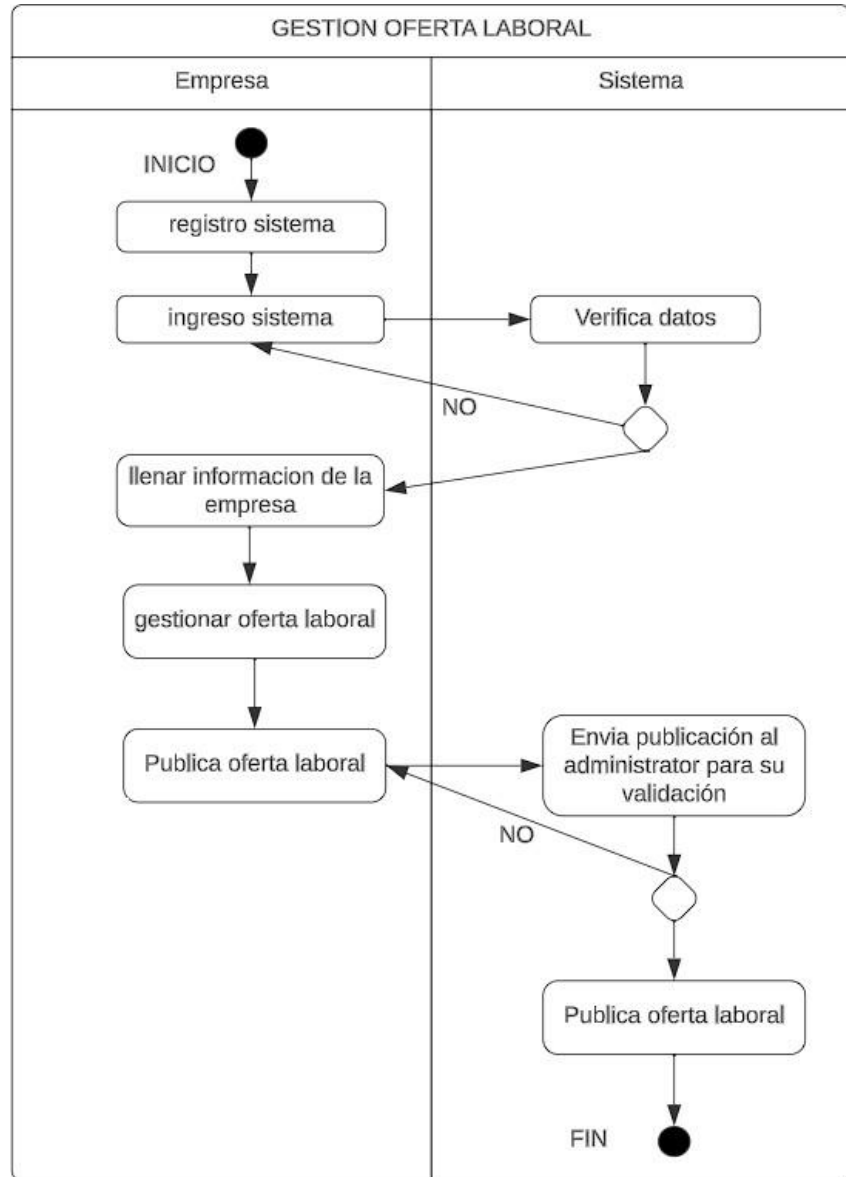 GESTION OFERTA LABORAL
Empresa
Sistema
INICIO
registro sistema
ingreso sistema
Verifica datos
NO
llenar informacion de la
empresa
gestionar oferta laboral
Publica oferta laboral
Envia publicación al
administrator para su
validación
NO
Publica oferta laboral
FIN